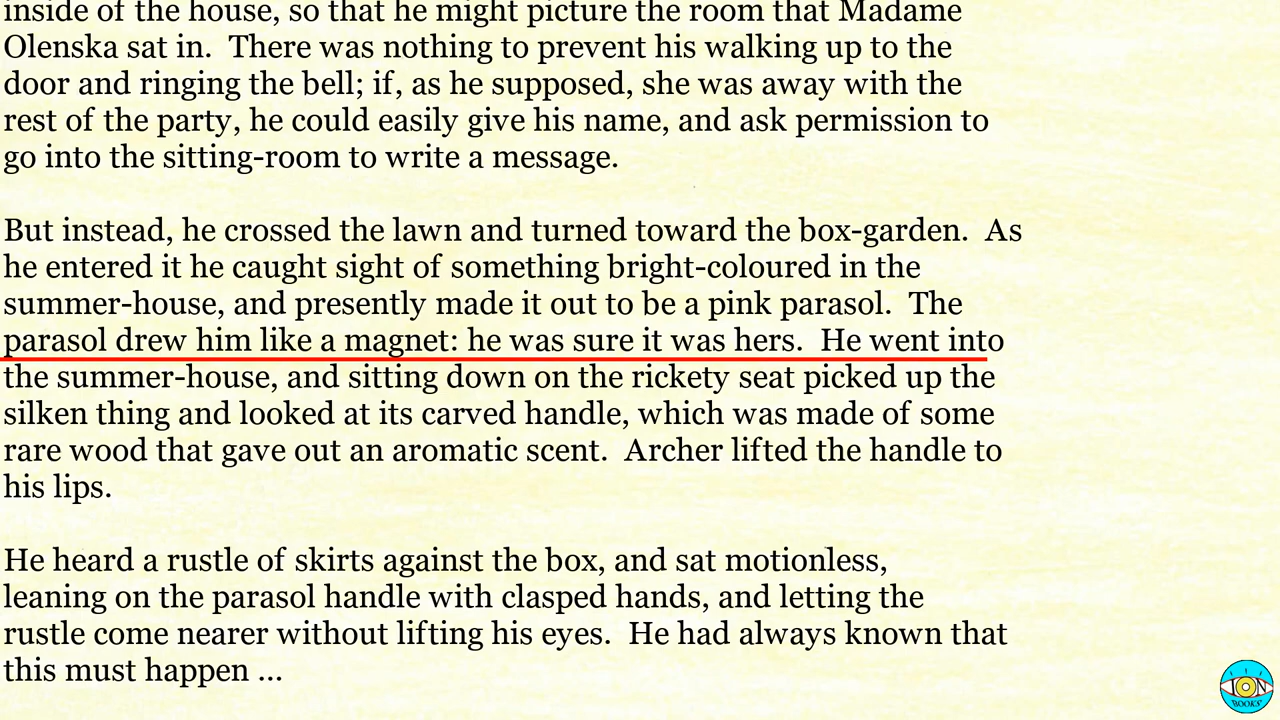 inside of the house, so that he might picture the room that Madame
Olenska sat in.  There was nothing to prevent his walking up to the
door and ringing the bell; if, as he supposed, she was away with the
rest of the party, he could easily give his name, and ask permission to
go into the sitting-room to write a message.
But instead, he crossed the lawn and turned toward the box-garden.  As
he entered it he caught sight of something bright-coloured in the
summer-house, and presently made it out to be a pink parasol.  The
parasol drew him like a magnet: he was sure it was hers.  He went into
the summer-house, and sitting down on the rickety seat picked up the
silken thing and looked at its carved handle, which was made of some
rare wood that gave out an aromatic scent.  Archer lifted the handle to
his lips.
He heard a rustle of skirts against the box, and sat motionless,
leaning on the parasol handle with clasped hands, and letting the
rustle come nearer without lifting his eyes.  He had always known that
this must happen ...
ION
BOOKS